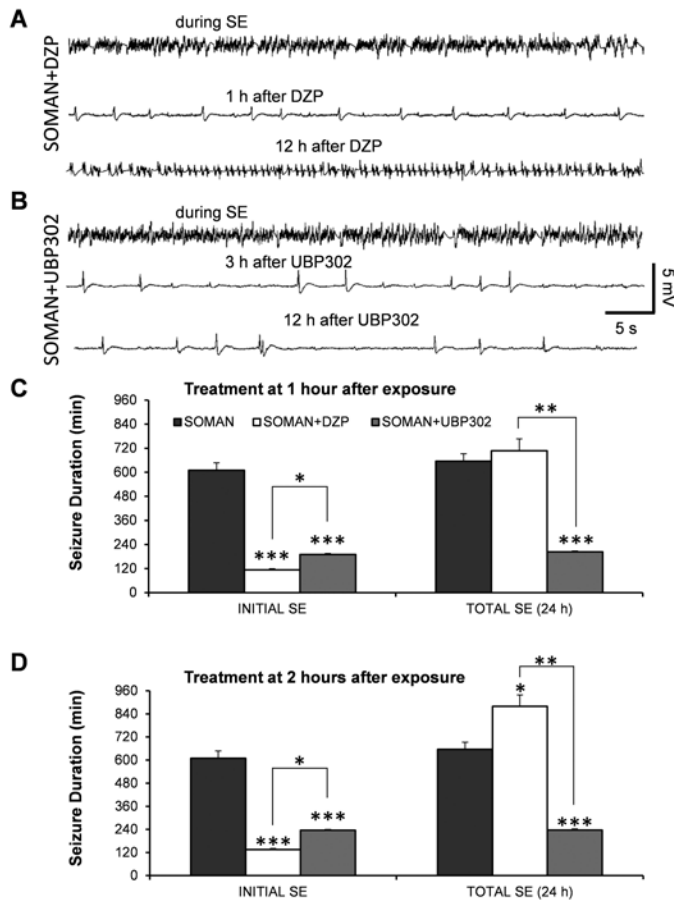 A
SOMAN+DZP
during SE
1 h after DZP
12 h after DZP
B
SOMAN+UBP302
during SE
3 h after UBP302
12 h after UBP302
5 mV
5 s
C
Treatment at 1 hour after exposure
SOMAN SOMAN+DZP SOMAN+UBP302
Seizure Duration (min)
960
840
720
600
480
360
240
120
0
*
***
***
**
***
INITIAL SE TOTAL SE (24 h)
D
Treatment at 2 hours after exposure
Seizure Duration (min)
960
840
720
600
480
360
240
120
0
*
***
***
**
*
***
INITIAL SE TOTAL SE (24 h)